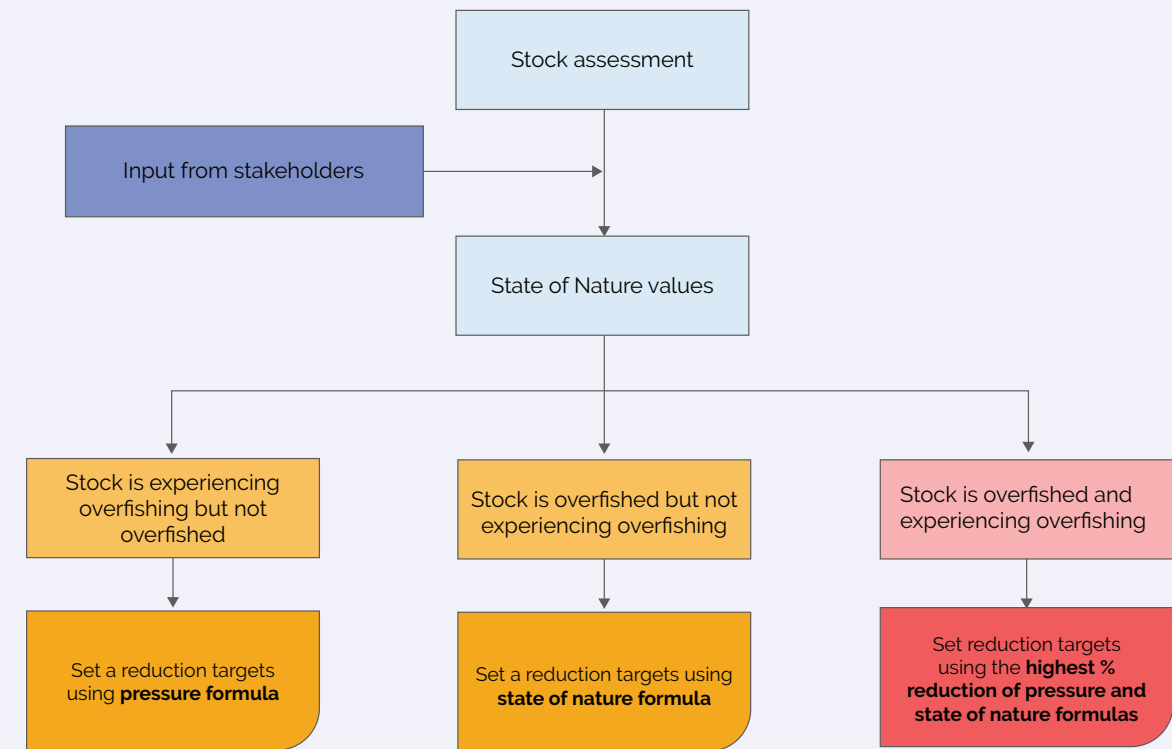 Stock assessment
Input from stakeholders
State of Nature values
Stock is experiencing
overfishing but not
overfished
Stock is overfished but not
experiencing overfishing
Stock is overfished and
experiencing overfishing
Set a reduction targets
using pressure formula
Set a reduction targets using
state of nature formula
Set reduction targets
using the highest %
reduction of pressure and
state of nature formulas